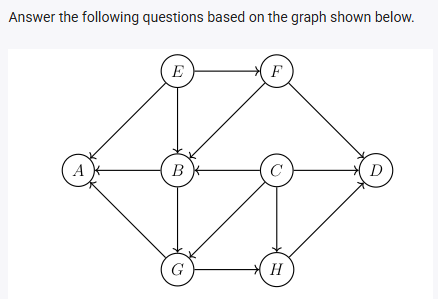 Answer the following questions based on the graph shown below.
E F
A B C D
G H